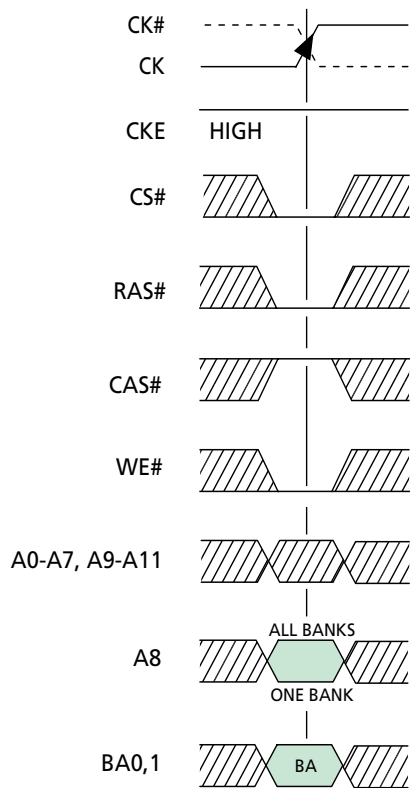 CK#
CK
CKE HIGH
CS#
RAS#
CAS#
WE#
A0-A7, A9-A11
ALL BANKS
A8
ONE BANK
BA0,1 BA